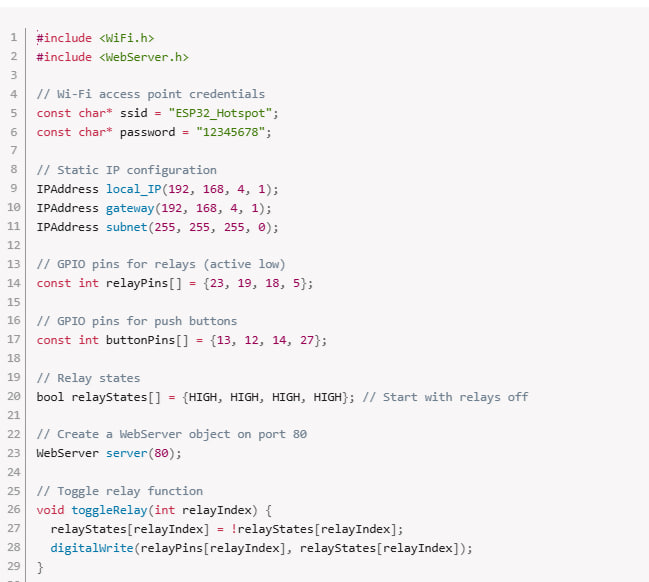 1 #include <WiFi.h>
2 #include <WebServer.h>
3
4 // Wi-Fi access point credentials
5 const char* ssid = "ESP32_Hotspot";
6 const char* password = "12345678";
7
8 // Static IP configuration
9 IPAddress local_IP(192, 168, 4, 1);
10 IPAddress gateway(192, 168, 4, 1);
11 IPAddress subnet(255, 255, 255, 0);
12
13 // GPIO pins for relays (active low)
14 const int relayPins[] = {23, 19, 18, 5};
15
16 // GPIO pins for push buttons
17 const int buttonPins[] = {13, 12, 14, 27};
18
19 // Relay states
20 bool relayStates[] = {HIGH, HIGH, HIGH, HIGH}; // Start with relays off
21
22 // Create a WebServer object on port 80
23 WebServer server(80);
24
25 // Toggle relay function
26 void toggleRelay(int relayIndex) {
27   relayStates[relayIndex] = !relayStates[relayIndex];
28   digitalWrite(relayPins[relayIndex], relayStates[relayIndex]);
29 }